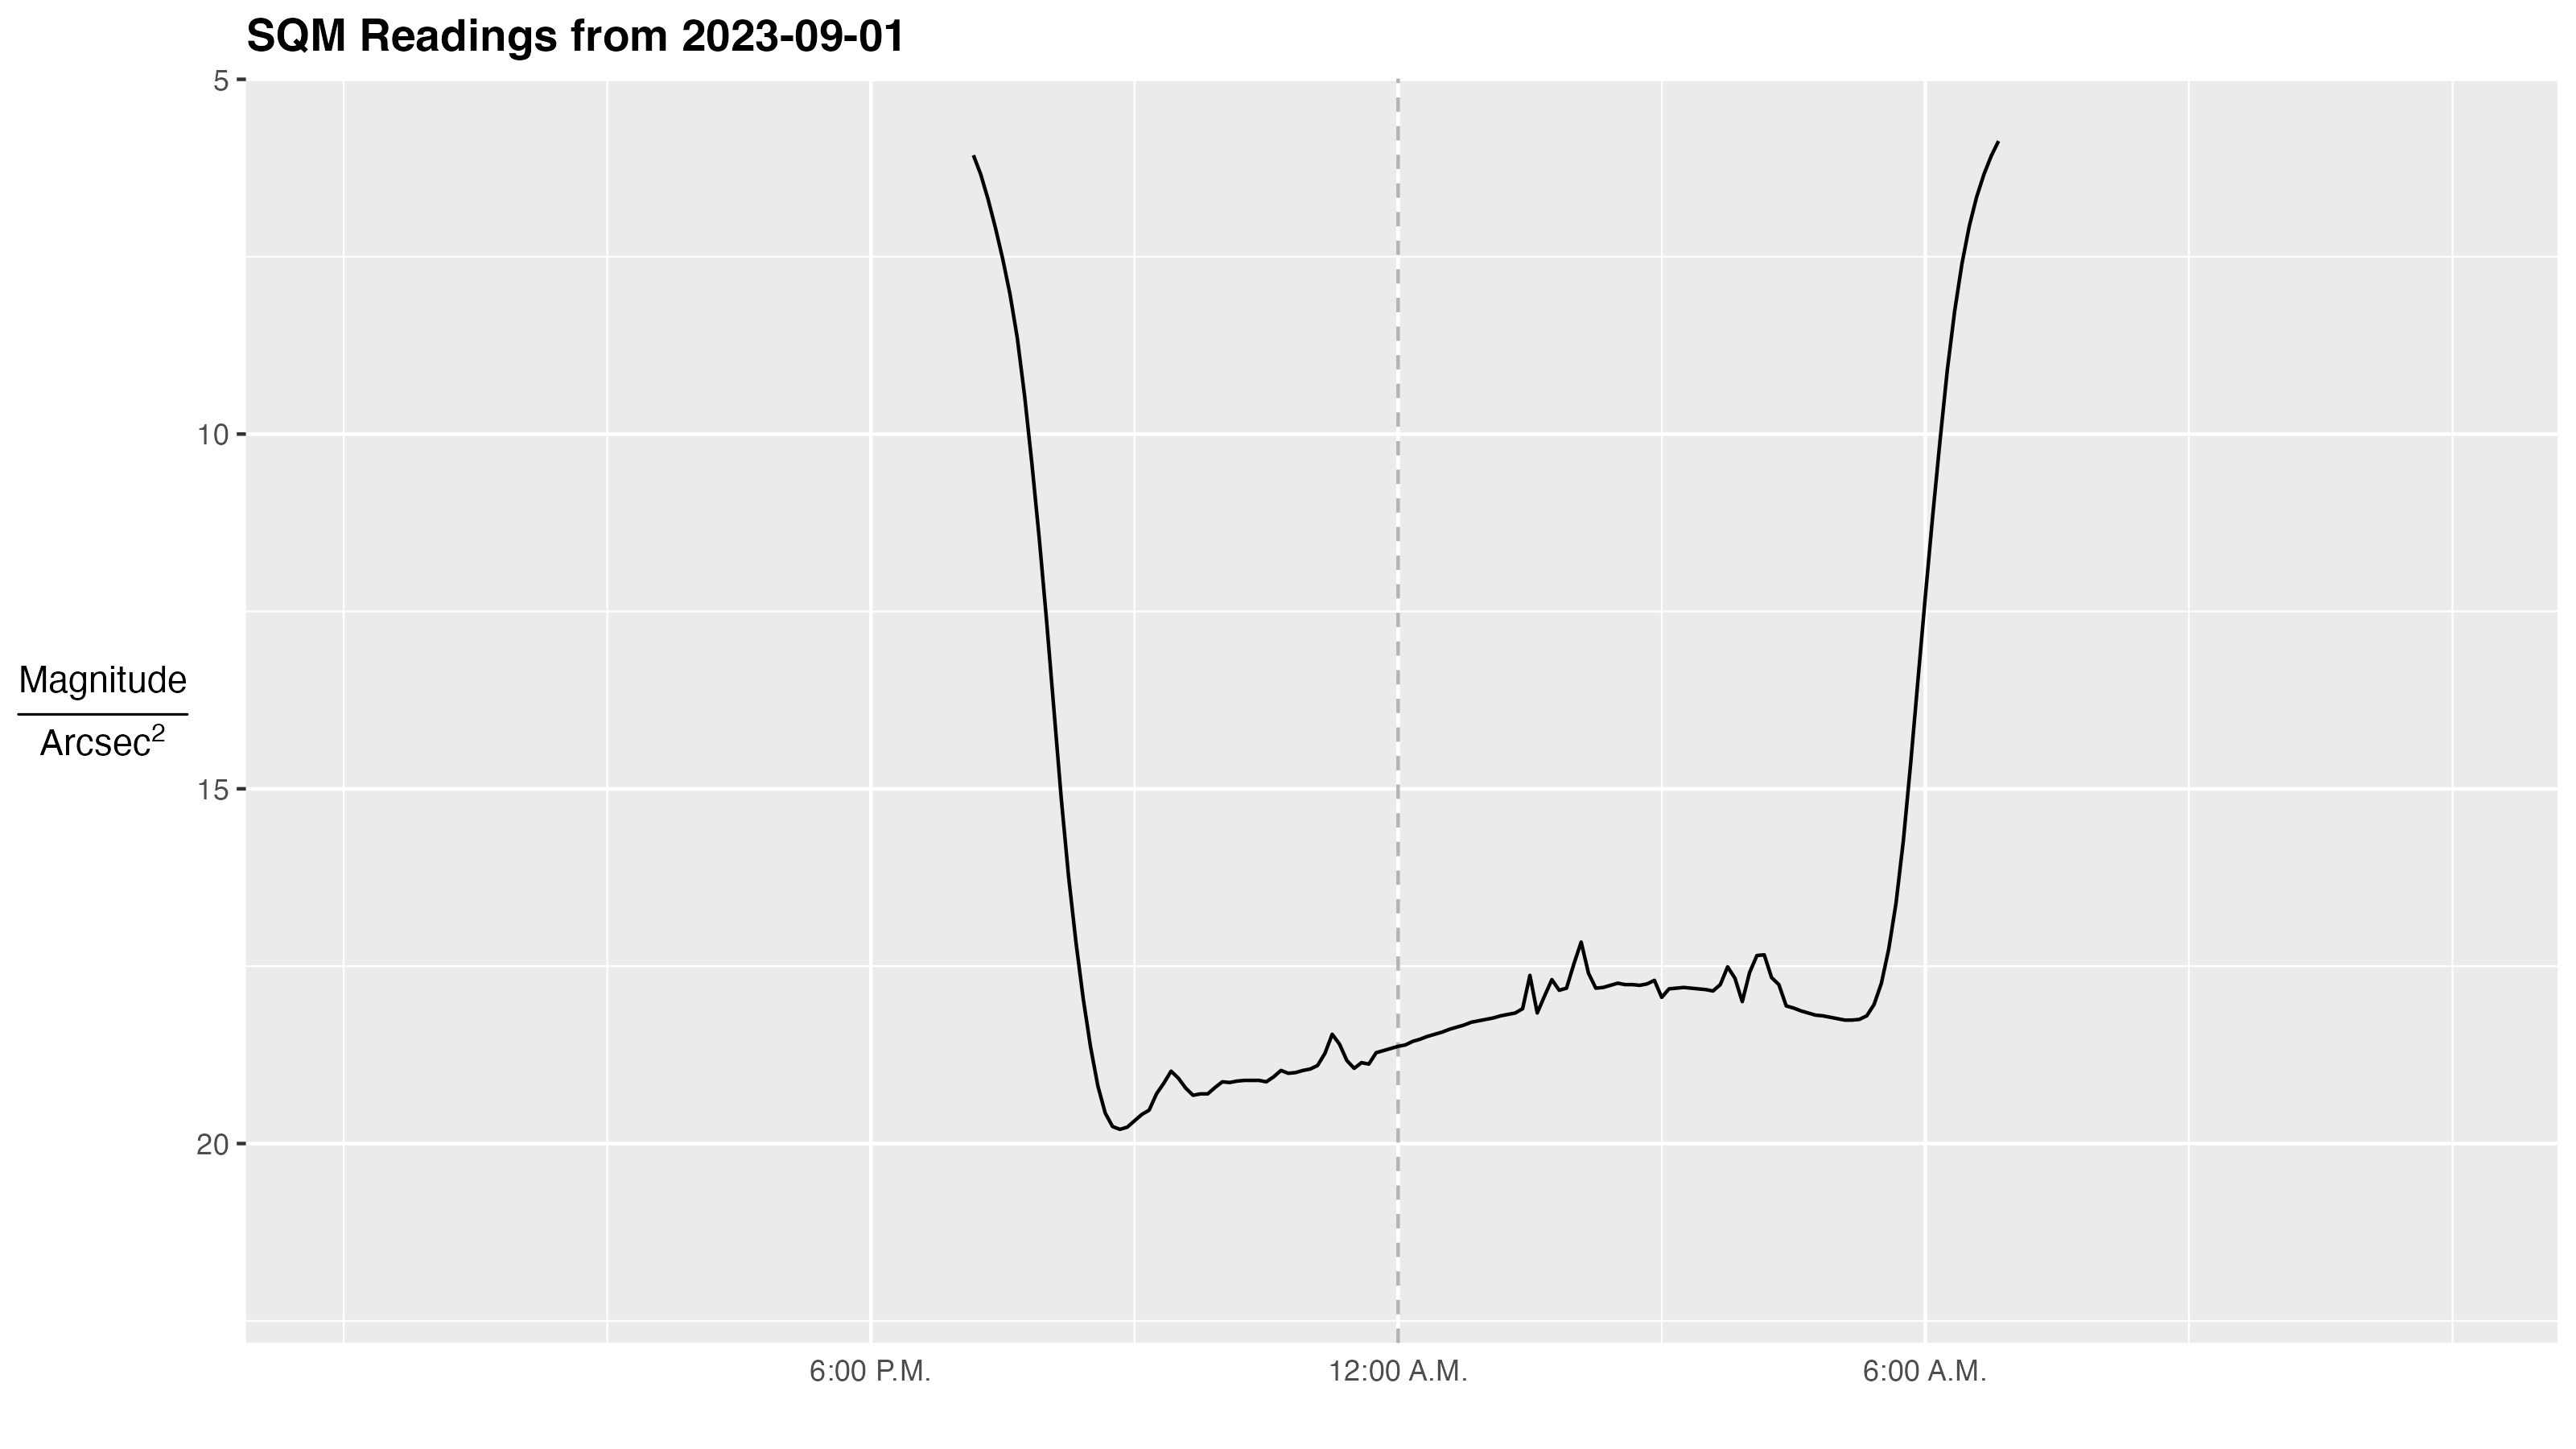 SQM Readings from 2023-09-01
5
10
15
20
Magnitude
Arcsec²
6:00 P.M.
12:00 A.M.
6:00 A.M.